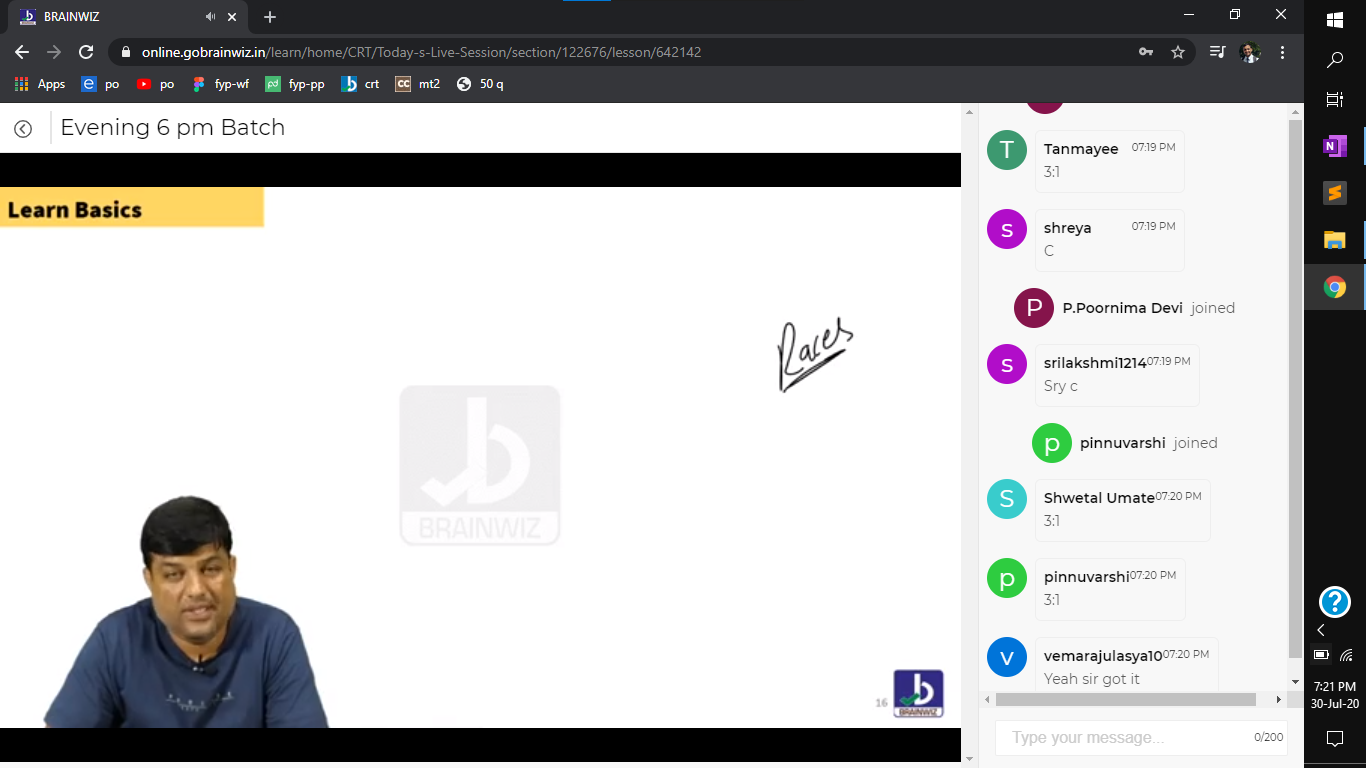 BRAINWIZ
online.gobrainwiz.in/learn/home/CRT/Today-s-Live-Session/section/122676/lesson/642142
Apps
po
po
fyp-wf
fyp-pp
crt
CC
mt2
50 q
Evening 6 pm Batch
Learn Basics
Races
BRAINWIZ
16
BRAINWIZ
T
Tanmayee 07:19 PM
3:1
s
shreya 07:19 PM
C
P
P.Poornima Devi joined
s
srilakshmi1214 07:19 PM
Sry c
p
pinnuvarshi joined
S
Shwetal Umate 07:20 PM
3:1
p
pinnuvarshi 07:20 PM
3:1
v
vemarajulasya10 07:20 PM
Yeah sir got it
Type your message... 0/200
7:21 PM
30-Jul-20